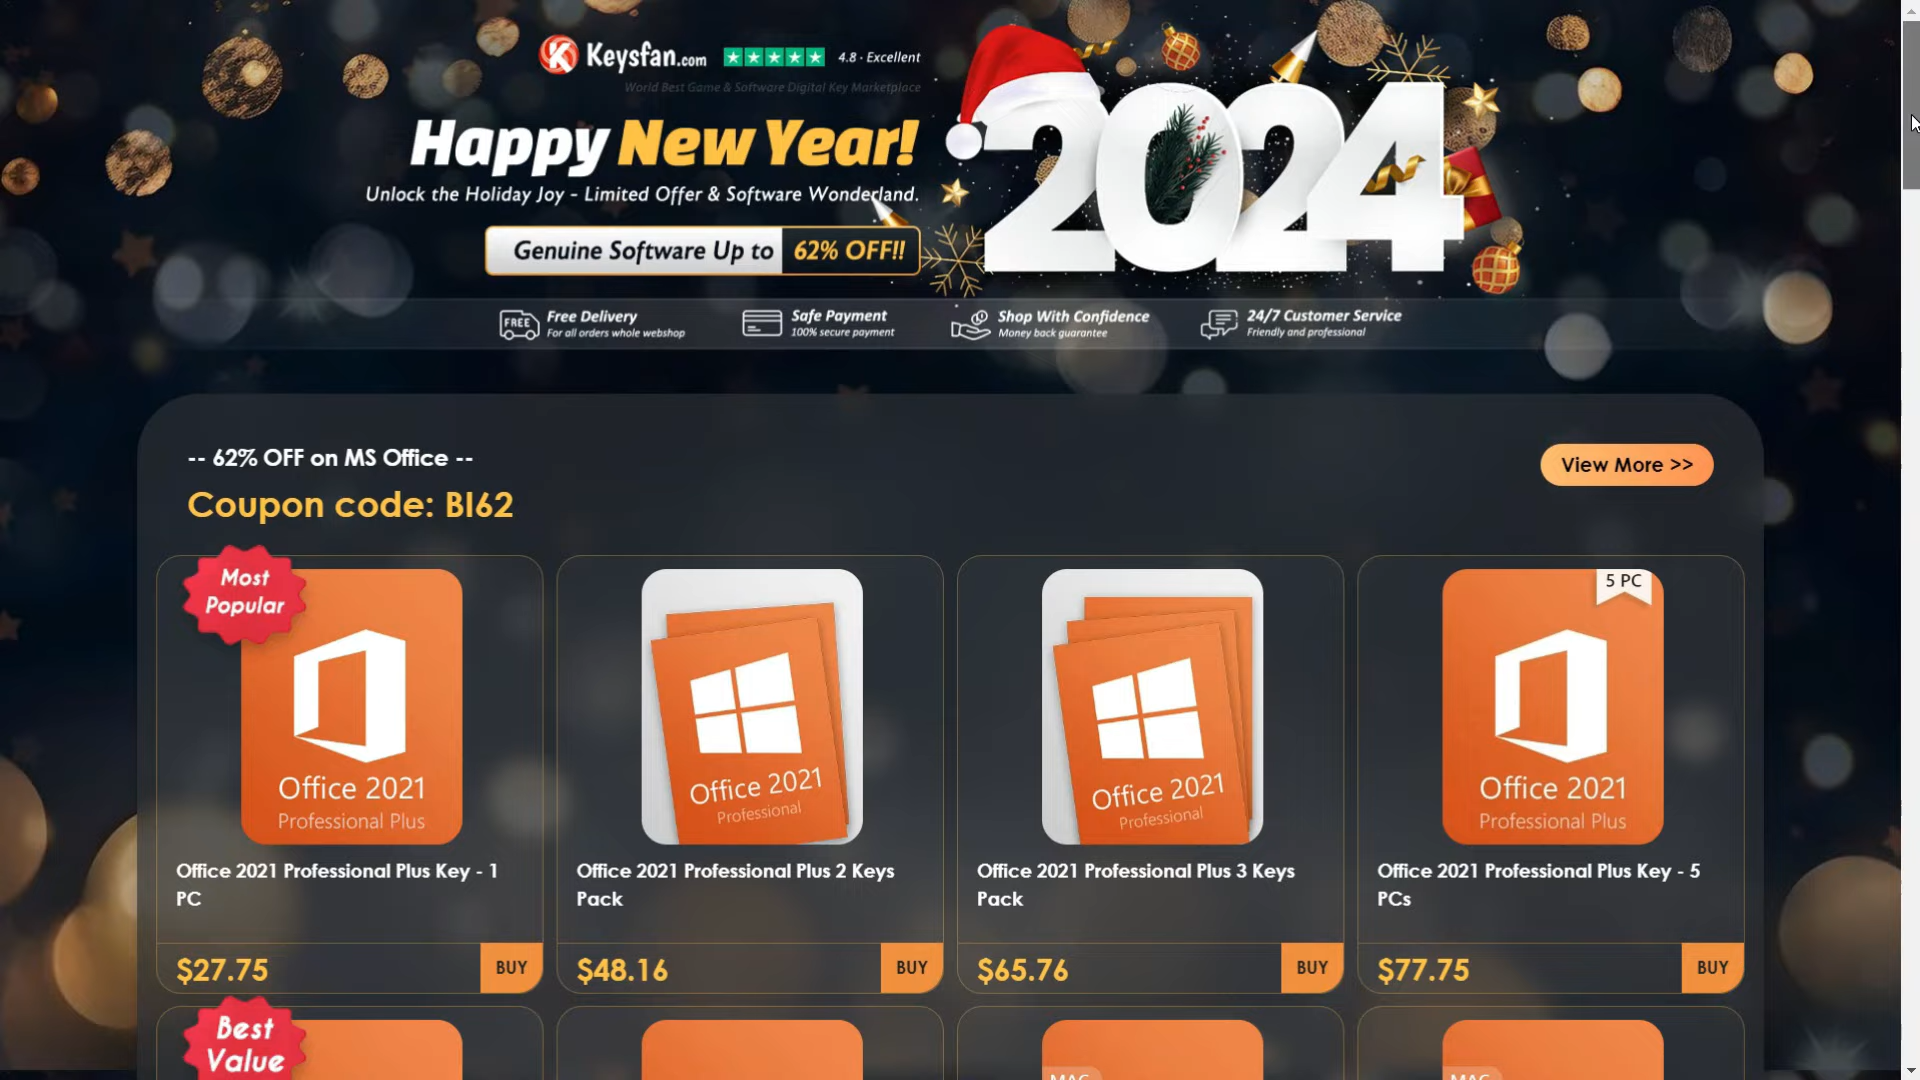 Keysfan.com
4.8 · Excellent
World Best Game & Software Digital Key Marketplace
Happy New Year!
Unlock the Holiday Joy - Limited Offer & Software Wonderland.
Genuine Software Up to 62% OFF!!
2024
FREE
Free Delivery
For all orders whole webshop
Safe Payment
100% secure payment
Shop With Confidence
Money back guarantee
24/7 Customer Service
Friendly and professional
-- 62% OFF on MS Office --
Coupon code: BI62
View More >>
Most
Popular
Office 2021
Professional Plus
Office 2021 Professional Plus Key - 1
PC
$27.75
BUY
Office 2021
Professional
Office 2021 Professional Plus 2 Keys
Pack
$48.16
BUY
Office 2021
Professional
Office 2021 Professional Plus 3 Keys
Pack
$65.76
BUY
5 PC
Office 2021
Professional Plus
Office 2021 Professional Plus Key - 5
PCs
$77.75
BUY
Best
Value
MAC
MAC